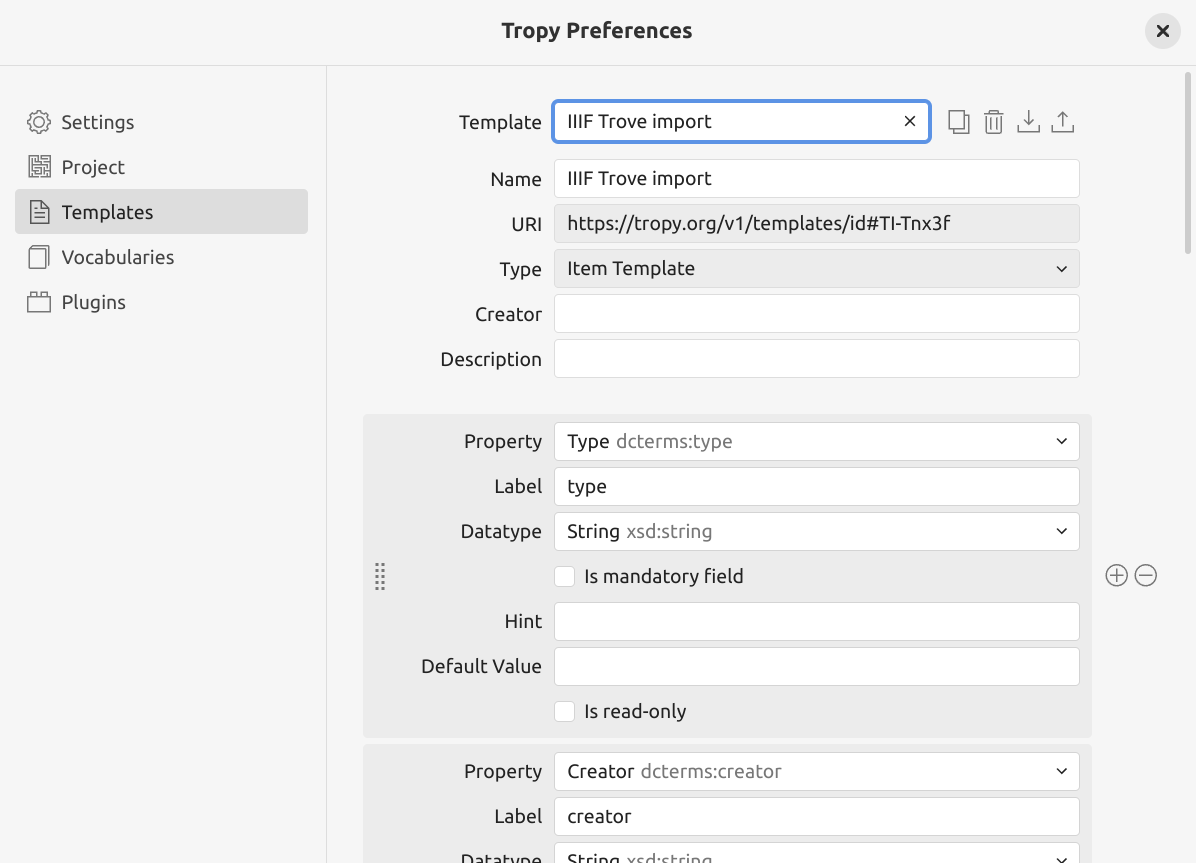 Tropy Preferences
Settings
Project
Templates
Vocabularies
Plugins
Template IIIF Trove import
Name IIIF Trove import
URI https://tropy.org/v1/templates/id#TI-Tnx3f
Type Item Template
Creator
Description
Property Type dcterms:type
Label type
Datatype String xsd:string
Is mandatory field
Hint
Default Value
Is read-only
Property Creator dcterms:creator
Label creator
Datatype String xsd:string